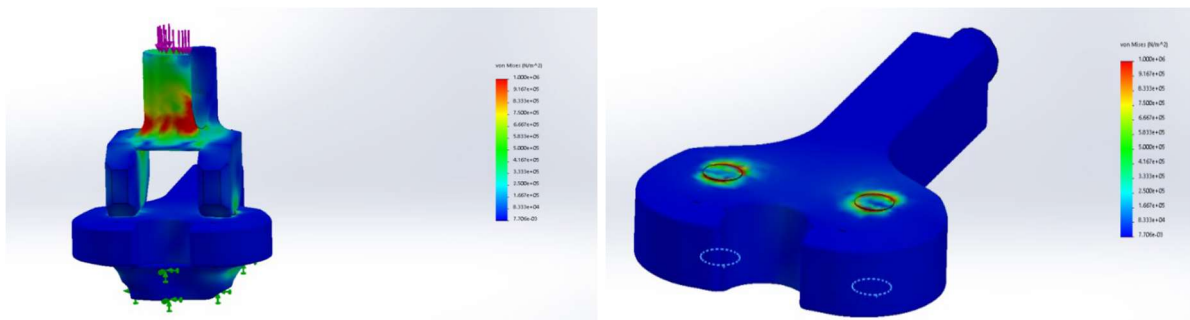 von Mises (N/m^2)
1.000e+06
9.167e+05
8.333e+05
7.500e+05
6.667e+05
5.833e+05
5.000e+05
4.167e+05
3.333e+05
2.500e+05
1.667e+05
8.333e+04
7.706e-03
von Mises (N/m^2)
1.000e+06
9.167e+05
8.333e+05
7.500e+05
6.667e+05
5.833e+05
5.000e+05
4.167e+05
3.333e+05
2.500e+05
1.667e+05
8.333e+04
7.706e-03